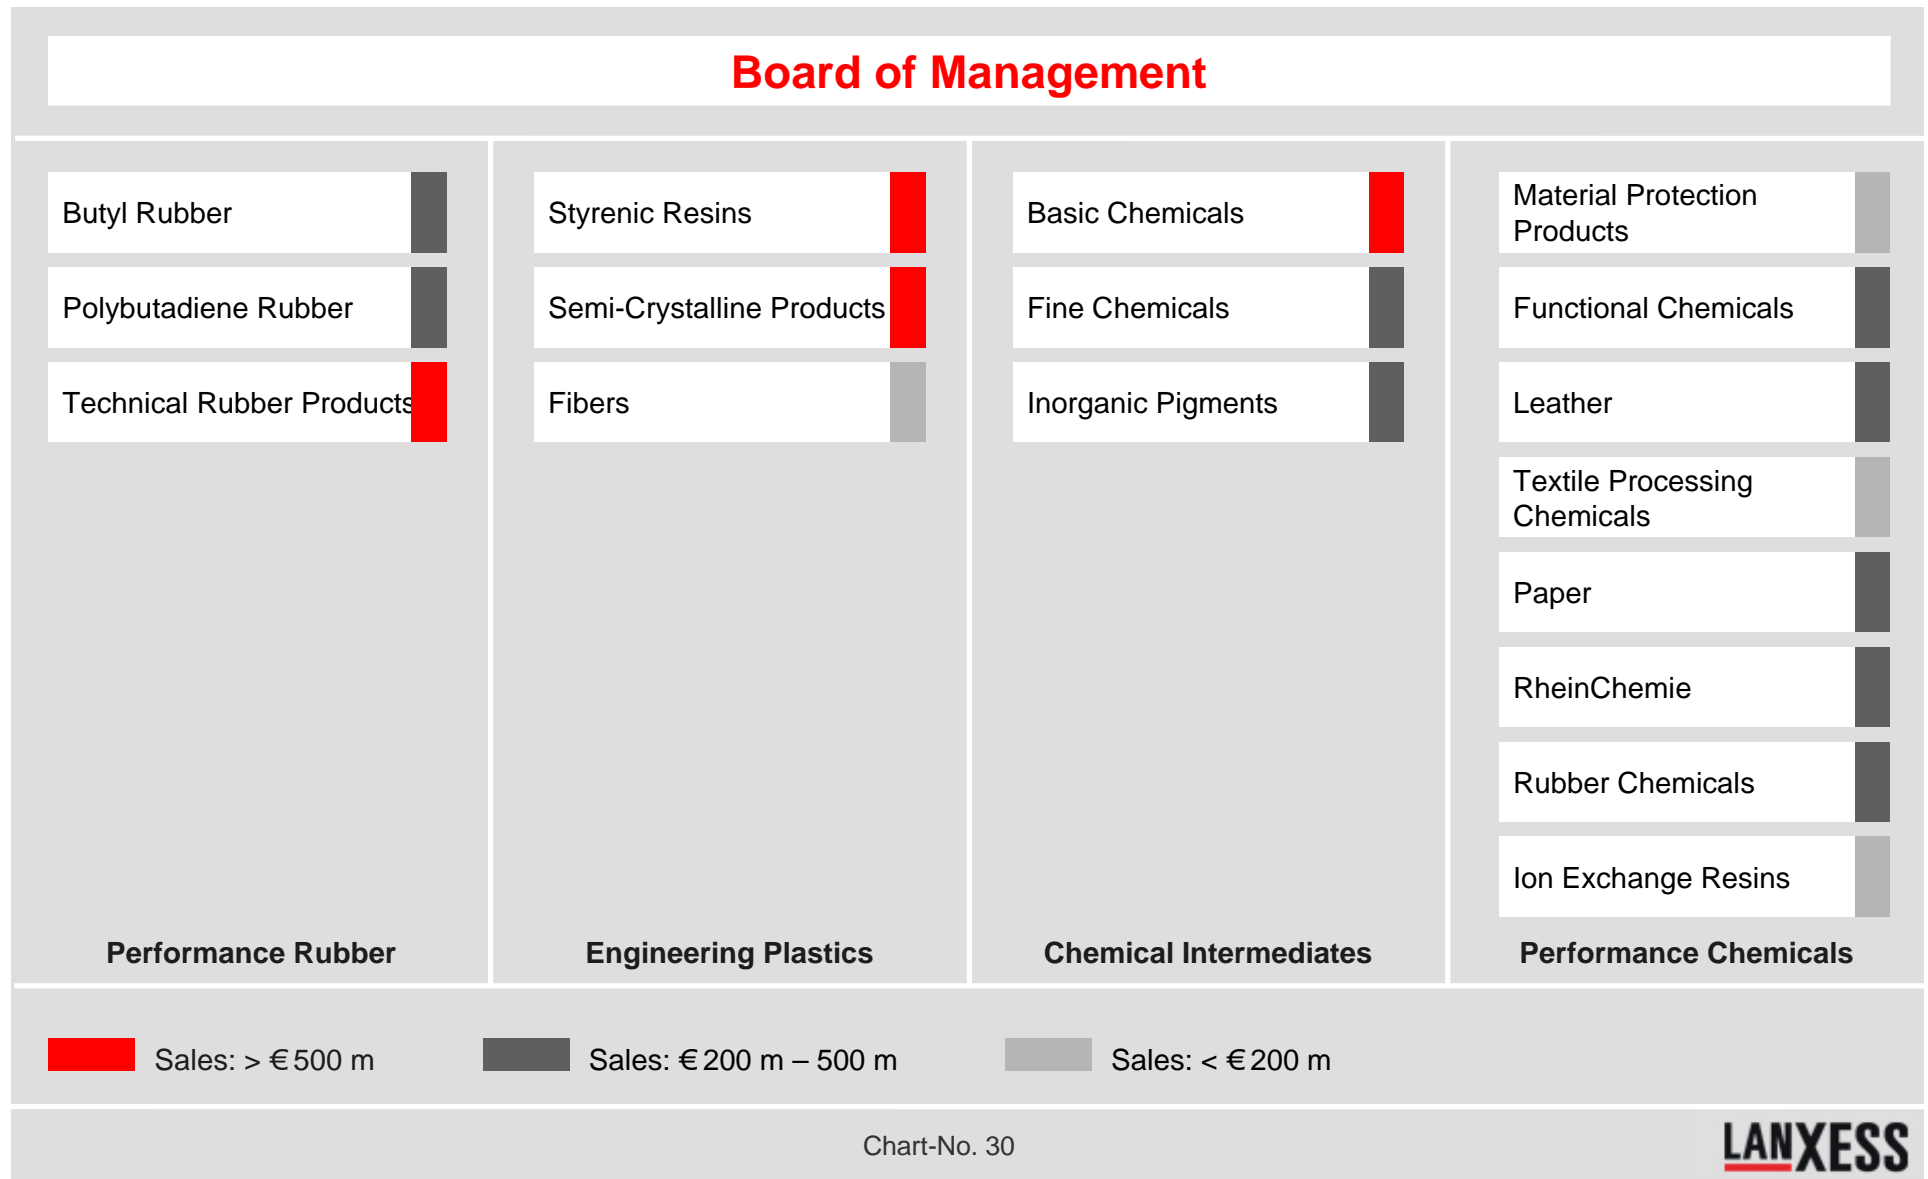 Board of Management
Butyl Rubber
Polybutadiene Rubber
Technical Rubber Products
Performance Rubber
Styrenic Resins
Semi-Crystalline Products
Fibers
Engineering Plastics
Basic Chemicals
Fine Chemicals
Inorganic Pigments
Chemical Intermediates
Material Protection
Products
Functional Chemicals
Leather
Textile Processing
Chemicals
Paper
RheinChemie
Rubber Chemicals
Ion Exchange Resins
Performance Chemicals
Sales: > €500 m
Sales: €200 m – 500 m
Sales: < €200 m
Chart-No. 30
LANXESS